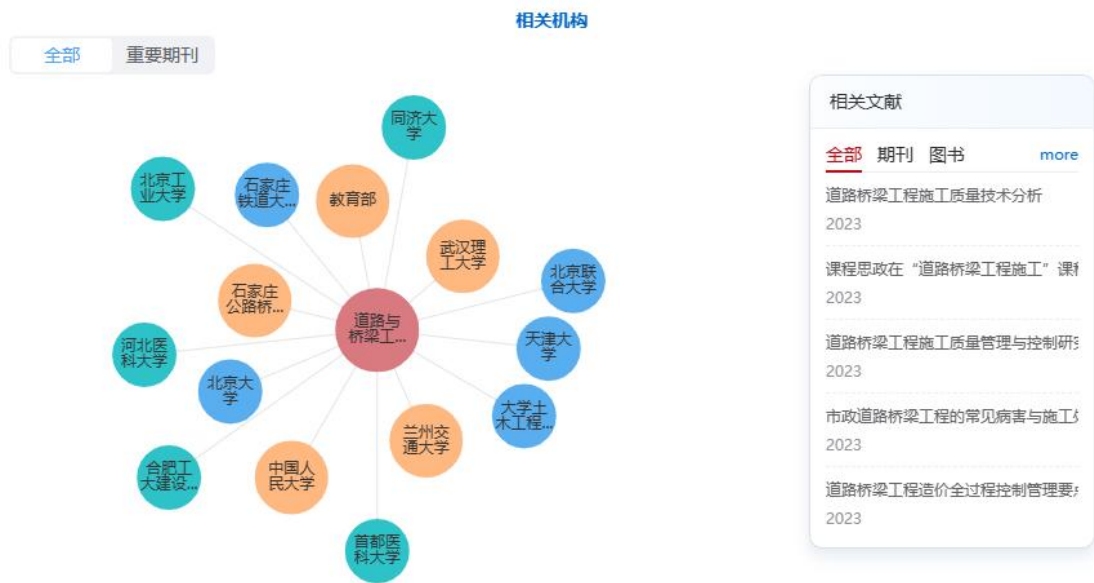 相关机构
全部 重要期刊
同济大
学
北京工
业大学
石家庄
铁道大...
教育部
武汉理
工大学
北京联
合大学
石家庄
公路桥...
道路与
桥梁工
...
天津大
学
河北医
科大学
北京大
学
大学土
木工程...
兰州交
通大学
合肥工
大建设...
中国人
民大学
首都医
科大学
相关文献
全部 期刊 图书 more
道路桥梁工程施工质量技术分析
2023
课程思政在“道路桥梁工程施工”课
2023
道路桥梁工程施工质量管理与控制研
2023
市政道路桥梁工程的常见病害与施工
2023
道路桥梁工程造价全过程控制管理要
2023